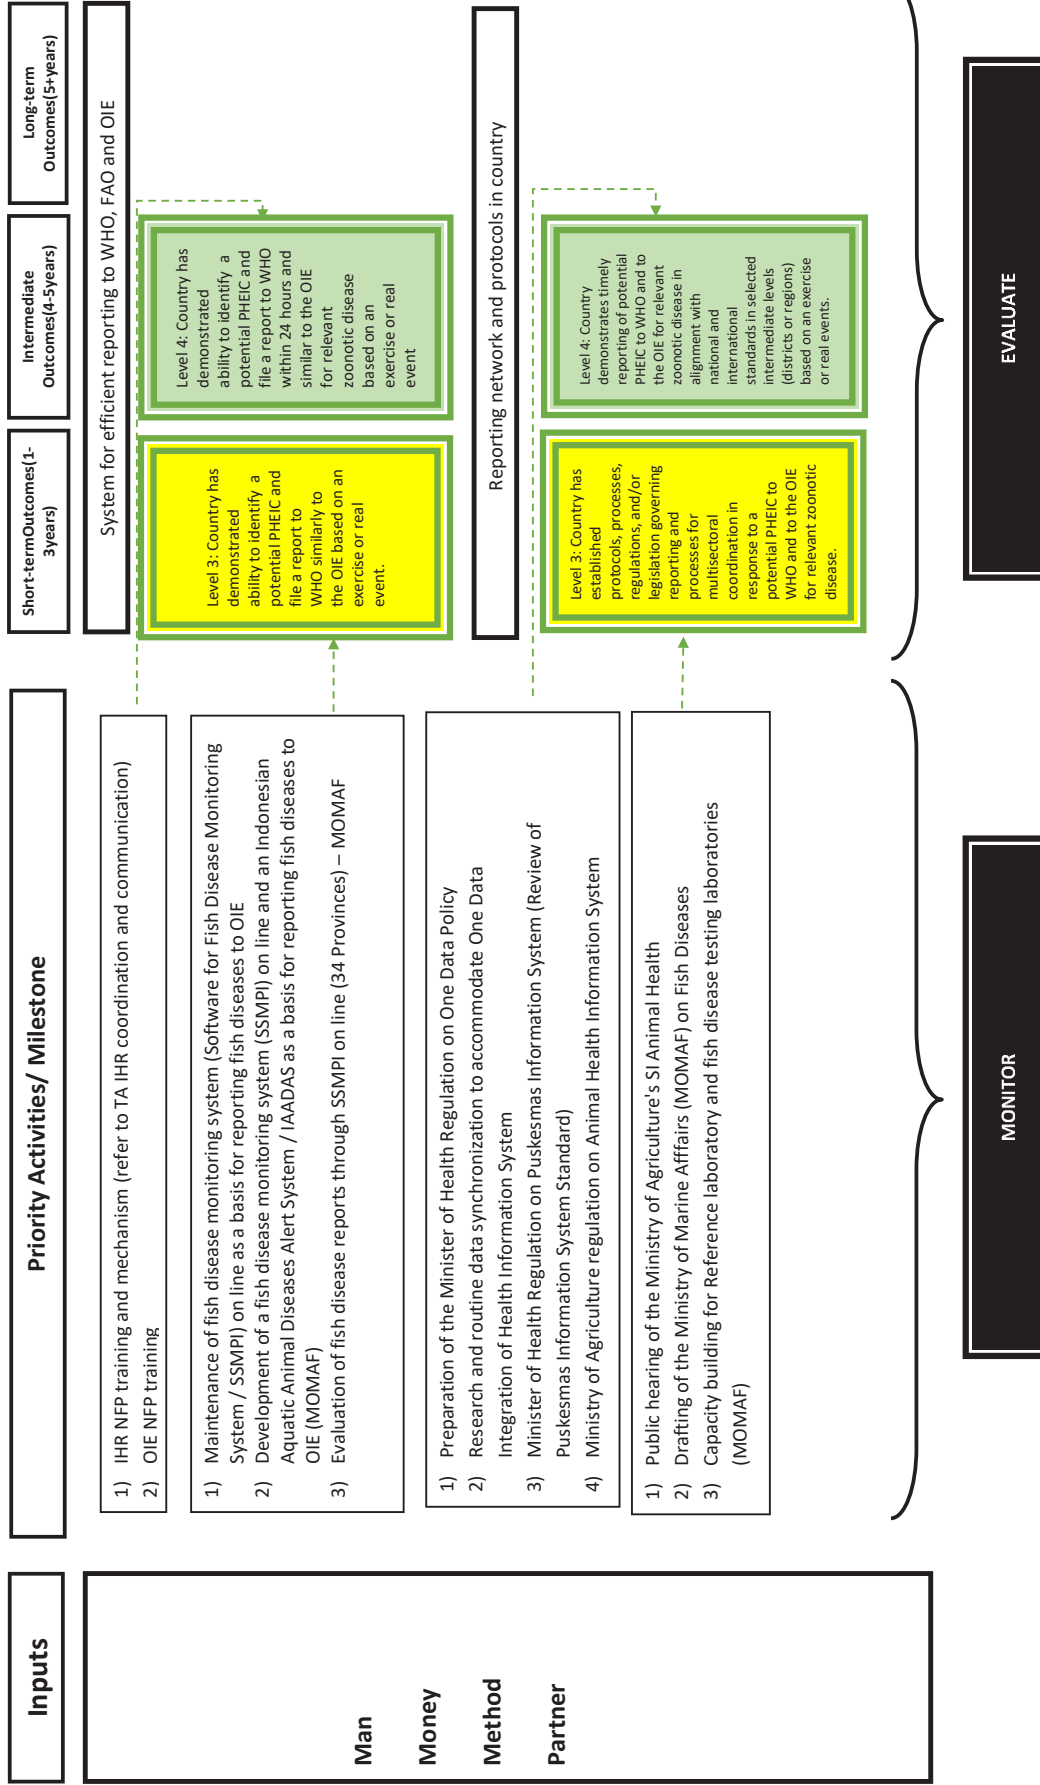 Inputs
Priority Activities/ Milestone
Short-termOutcomes(1-
3years)
Intermediate
Outcomes(4-5years)
Long-term
Outcomes(5+years)
Man
Money
Method
Partner
1) IHR NFP training and mechanism (refer to TA IHR coordination and communication)
2) OIE NFP training
1) Maintenance of fish disease monitoring system (Software for Fish Disease Monitoring
System / SSMPI) on line as a basis for reporting fish diseases to OIE
2) Development of a fish disease monitoring system (SSMPI) on line and an Indonesian
Aquatic Animal Diseases Alert System / IAADAS as a basis for reporting fish diseases to
OIE (MOMAF)
3) Evaluation of fish disease reports through SSMPI on line (34 Provinces) – MOMAF
1) Preparation of the Minister of Health Regulation on One Data Policy
2) Research and routine data synchronization to accommodate One Data
Integration of Health Information System
3) Minister of Health Regulation on Puskesmas Information System (Review of
Puskesmas Information System Standard)
4) Ministry of Agriculture regulation on Animal Health Information System
1) Public hearing of the Ministry of Agriculture's SI Animal Health
2) Drafting of the Ministry of Marine Afffairs (MOMAF) on Fish Diseases
3) Capacity building for Reference laboratory and fish disease testing laboratories
(MOMAF)
System for efficient reporting to WHO, FAO and OIE
Level 3: Country has
demonstrated
ability to identify a
potential PHEIC and
file a report to
WHO similarly to
the OIE based on an
exercise or real
event.
Level 4: Country has
demonstrated
ability to identify a
potential PHEIC and
file a report to WHO
within 24 hours and
similar to the OIE
for relevant
zoonotic disease
based on an
exercise or real
event
Reporting network and protocols in country
Level 3: Country has
established
protocols, processes,
regulations, and/or
legislation governing
reporting and
processes for
multisectoral
coordination in
response to a
potential PHEIC to
WHO and to the OIE
for relevant zoonotic
disease.
Level 4: Country
demonstrates timely
reporting of potential
PHEIC to WHO and to
the OIE for relevant
zoonotic disease in
alignment with
national and
international
standards in selected
intermediate levels
(districts or regions)
based on an exercise
or real events.
MONITOR
EVALUATE